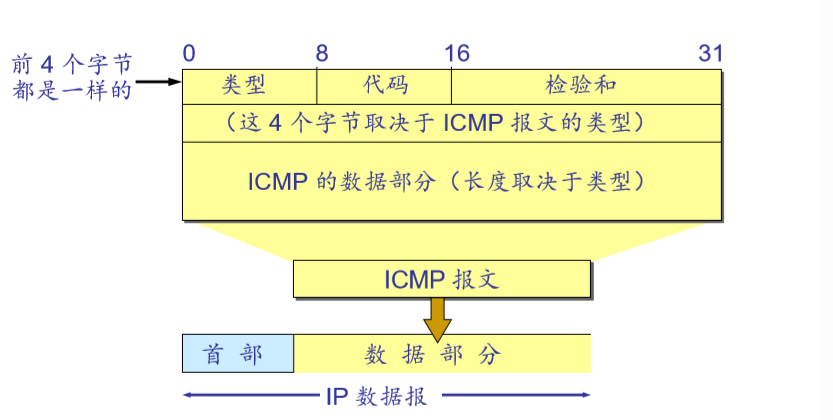 0 8 16 31
前 4 个字节
都是一样的
类型 代码 检验和
（这 4 个字节取决于 ICMP 报文的类型）
ICMP 的数据部分（长度取决于类型）
ICMP 报文
首 部 数 据 部 分
IP 数据报